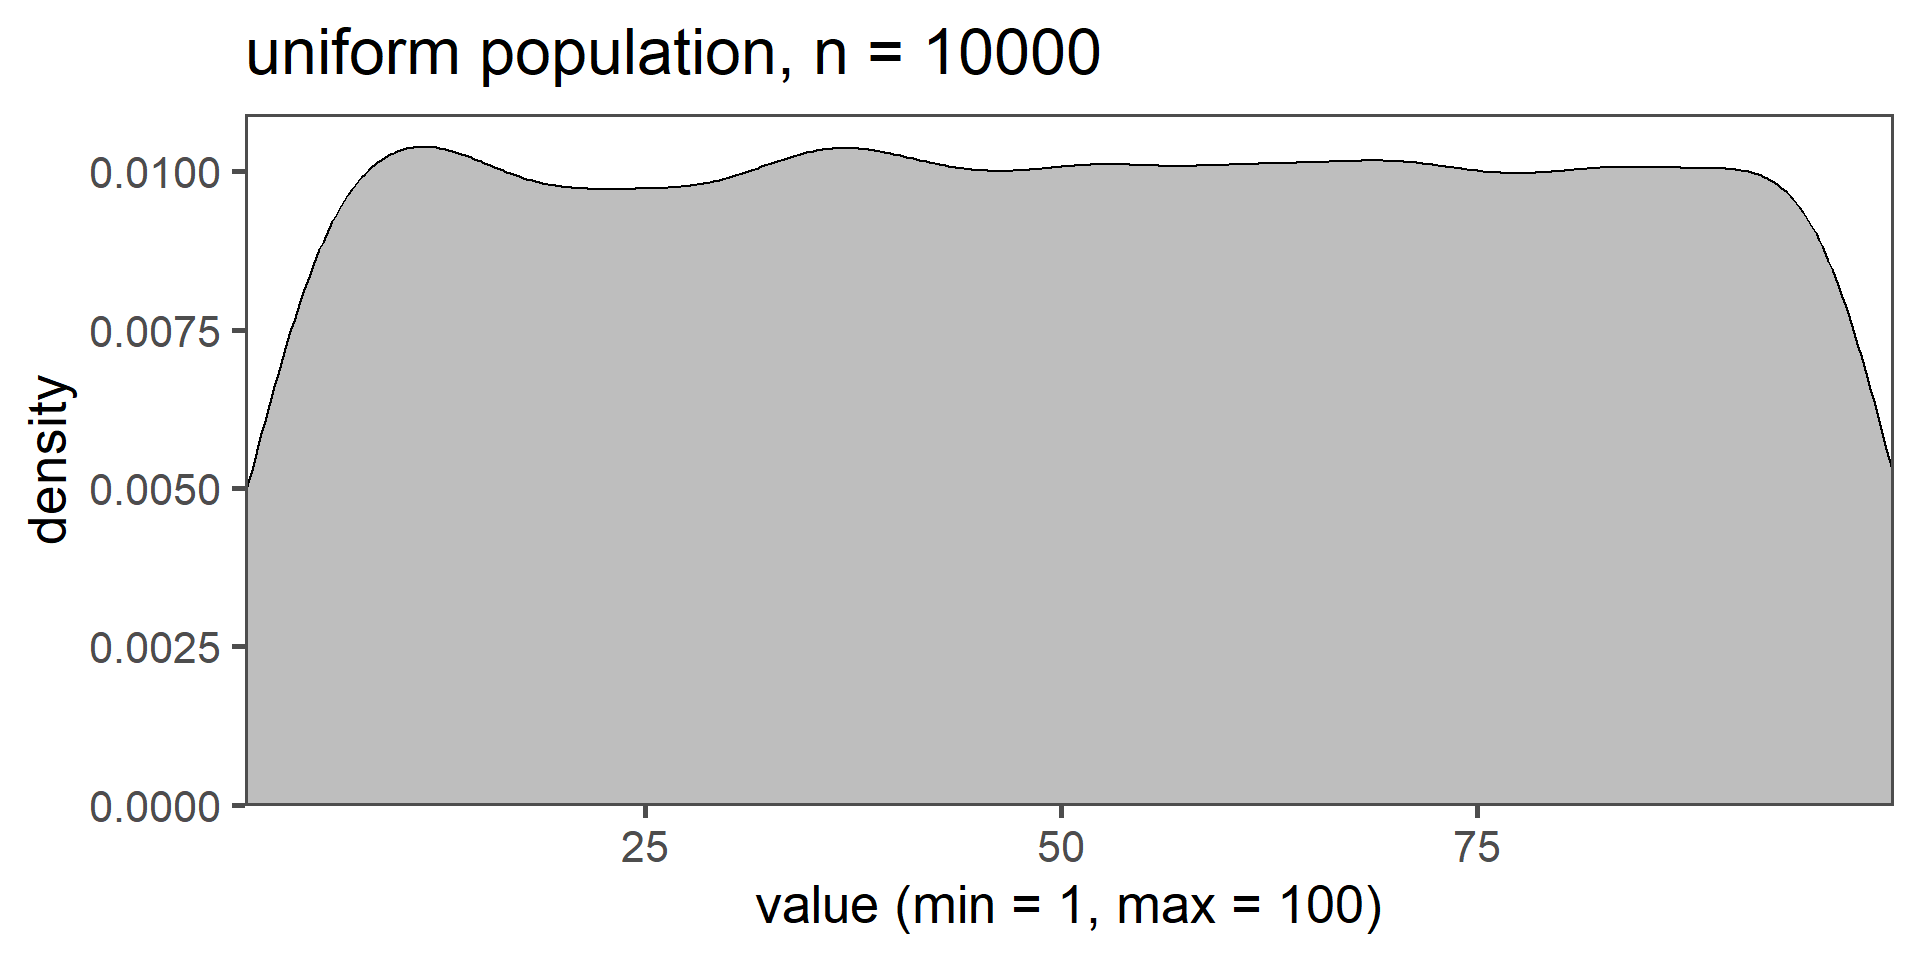 uniform population, n = 10000
density
0.0100
0.0075
0.0050
0.0025
0.0000
25 50 75
value (min = 1, max = 100)